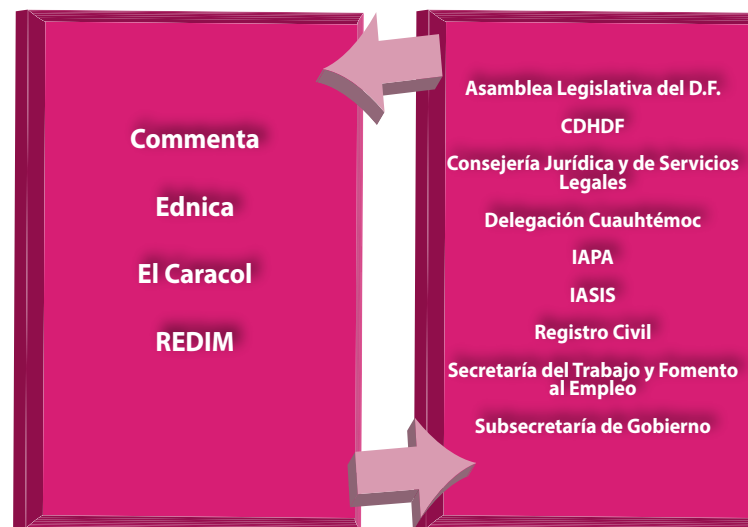 Commenta
Ednica
El Caracol
REDIM
Asamblea Legislativa del D.F.
CDHDF
Consejería Jurídica y de Servicios
Legales
Delegación Cuauhtémoc
IAPA
IASIS
Registro Civil
Secretaría del Trabajo y Fomento
al Empleo
Subsecretaría de Gobierno